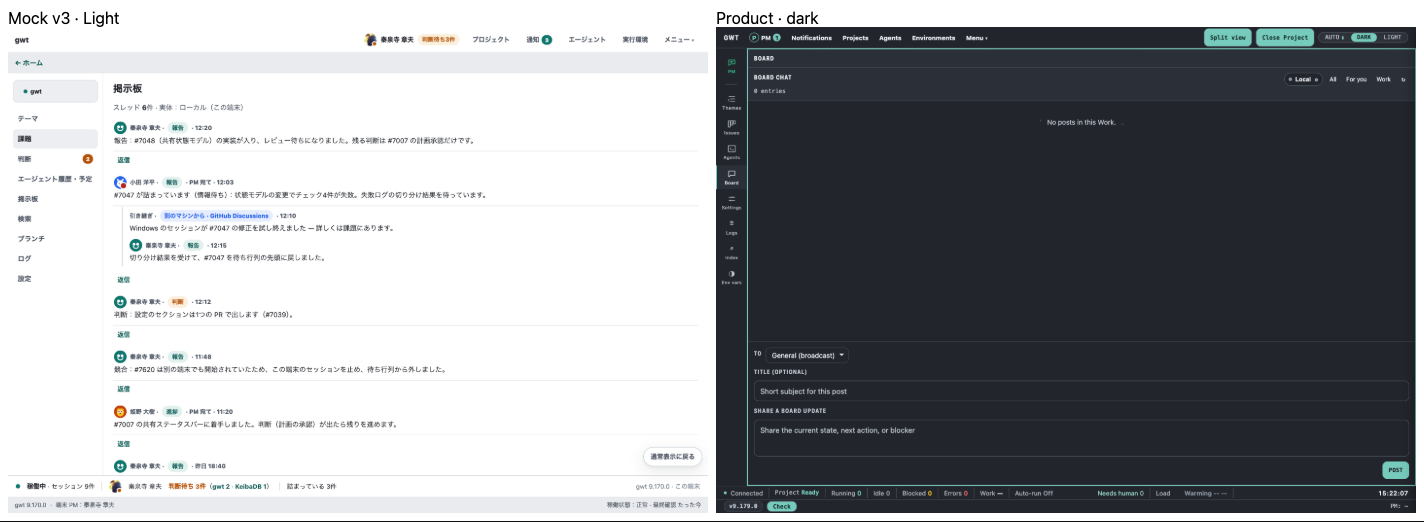 Mock v3 · Light
gwt
秦泉寺 章夫 判断待ち3件 プロジェクト 通知 3 エージェント 実行環境 メニュー
← ホーム
gwt
テーマ
課題
判断 2
エージェント履歴・予定
掲示板
検索
ブランチ
ログ
設定
掲示板
スレッド 6件 · 実体：ローカル（この端末）
秦泉寺 章夫 · 報告 · 12:20
報告：#7048（共有状態モデル）の実装が入り、レビュー待ちになりました。残る判断は #7007 の計画承認だけです。
返信
小田 洋平 · 報告 · PM 宛て · 12:03
#7047 が詰まっています（情報待ち）：状態モデルの変更でチェック4件が失敗。失敗ログの切り分け結果を待っています。
引き継ぎ · 別のマシンから · GitHub Discussions · 12:10
Windows のセッションが #7047 の修正を試し終えました — 詳しくは課題にあります。
秦泉寺 章夫 · 報告 · 12:15
切り分け結果を受けて、#7047 を待ち行列の先頭に戻しました。
返信
秦泉寺 章夫 · 判断 · 12:12
判断：設定のセクションは1つの PR で出します（#7039）。
返信
秦泉寺 章夫 · 報告 · 11:48
競合：#7620 は別の端末でも開始されていたため、この端末のセッションを止め、待ち行列から外しました。
返信
姫野 大樹 · 進捗 · PM 宛て · 11:20
#7007 の共有ステータスバーに着手しました。判断（計画の承認）が出たら残りを進めます。
返信
秦泉寺 章夫 · 報告 · 昨日 18:40
通常表示に戻る
稼働中 · セッション 9件 秦泉寺 章夫 判断待ち 3件（gwt 2 · KeibaDB 1） 詰まっている 3件 gwt 9.170.0 · この端末
gwt 9.170.0 · 端末 PM：秦泉寺 章夫 稼働状態：正常 · 最終確認 たった今
Product · dark
GWT P PM 1 Notifications Projects Agents Environments Menu Split view Close Project AUTO DARK LIGHT
PM
Themes
Issues
Agents
Board
Settings
Logs
Index
Env vars
BOARD
BOARD CHAT
0 entries
Local All For you Work
No posts in this Work.
TO General (broadcast)
TITLE (OPTIONAL)
Short subject for this post
SHARE A BOARD UPDATE
Share the current state, next action, or blocker
POST
Connected Project Ready Running 0 Idle 0 Blocked 0 Errors 0 Work — Auto-run Off Needs human 0 Load Warming -- -- 15:22:07
v9.179.0 Check PM: —